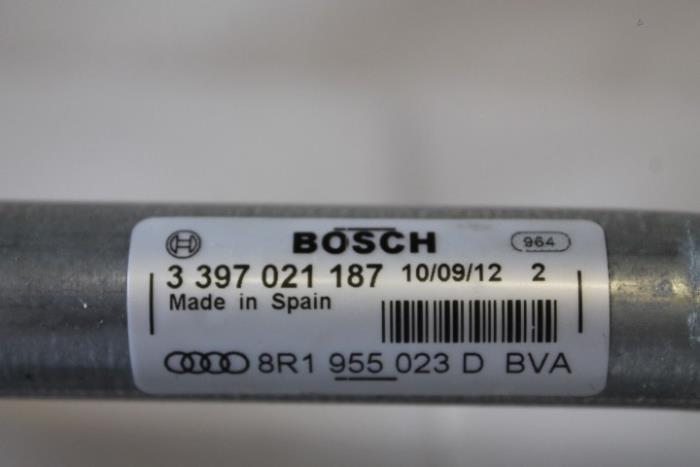 BOSCH 964
3 397 021 187 10/09/12 2
Made in Spain
8R1 955 023 D BVA